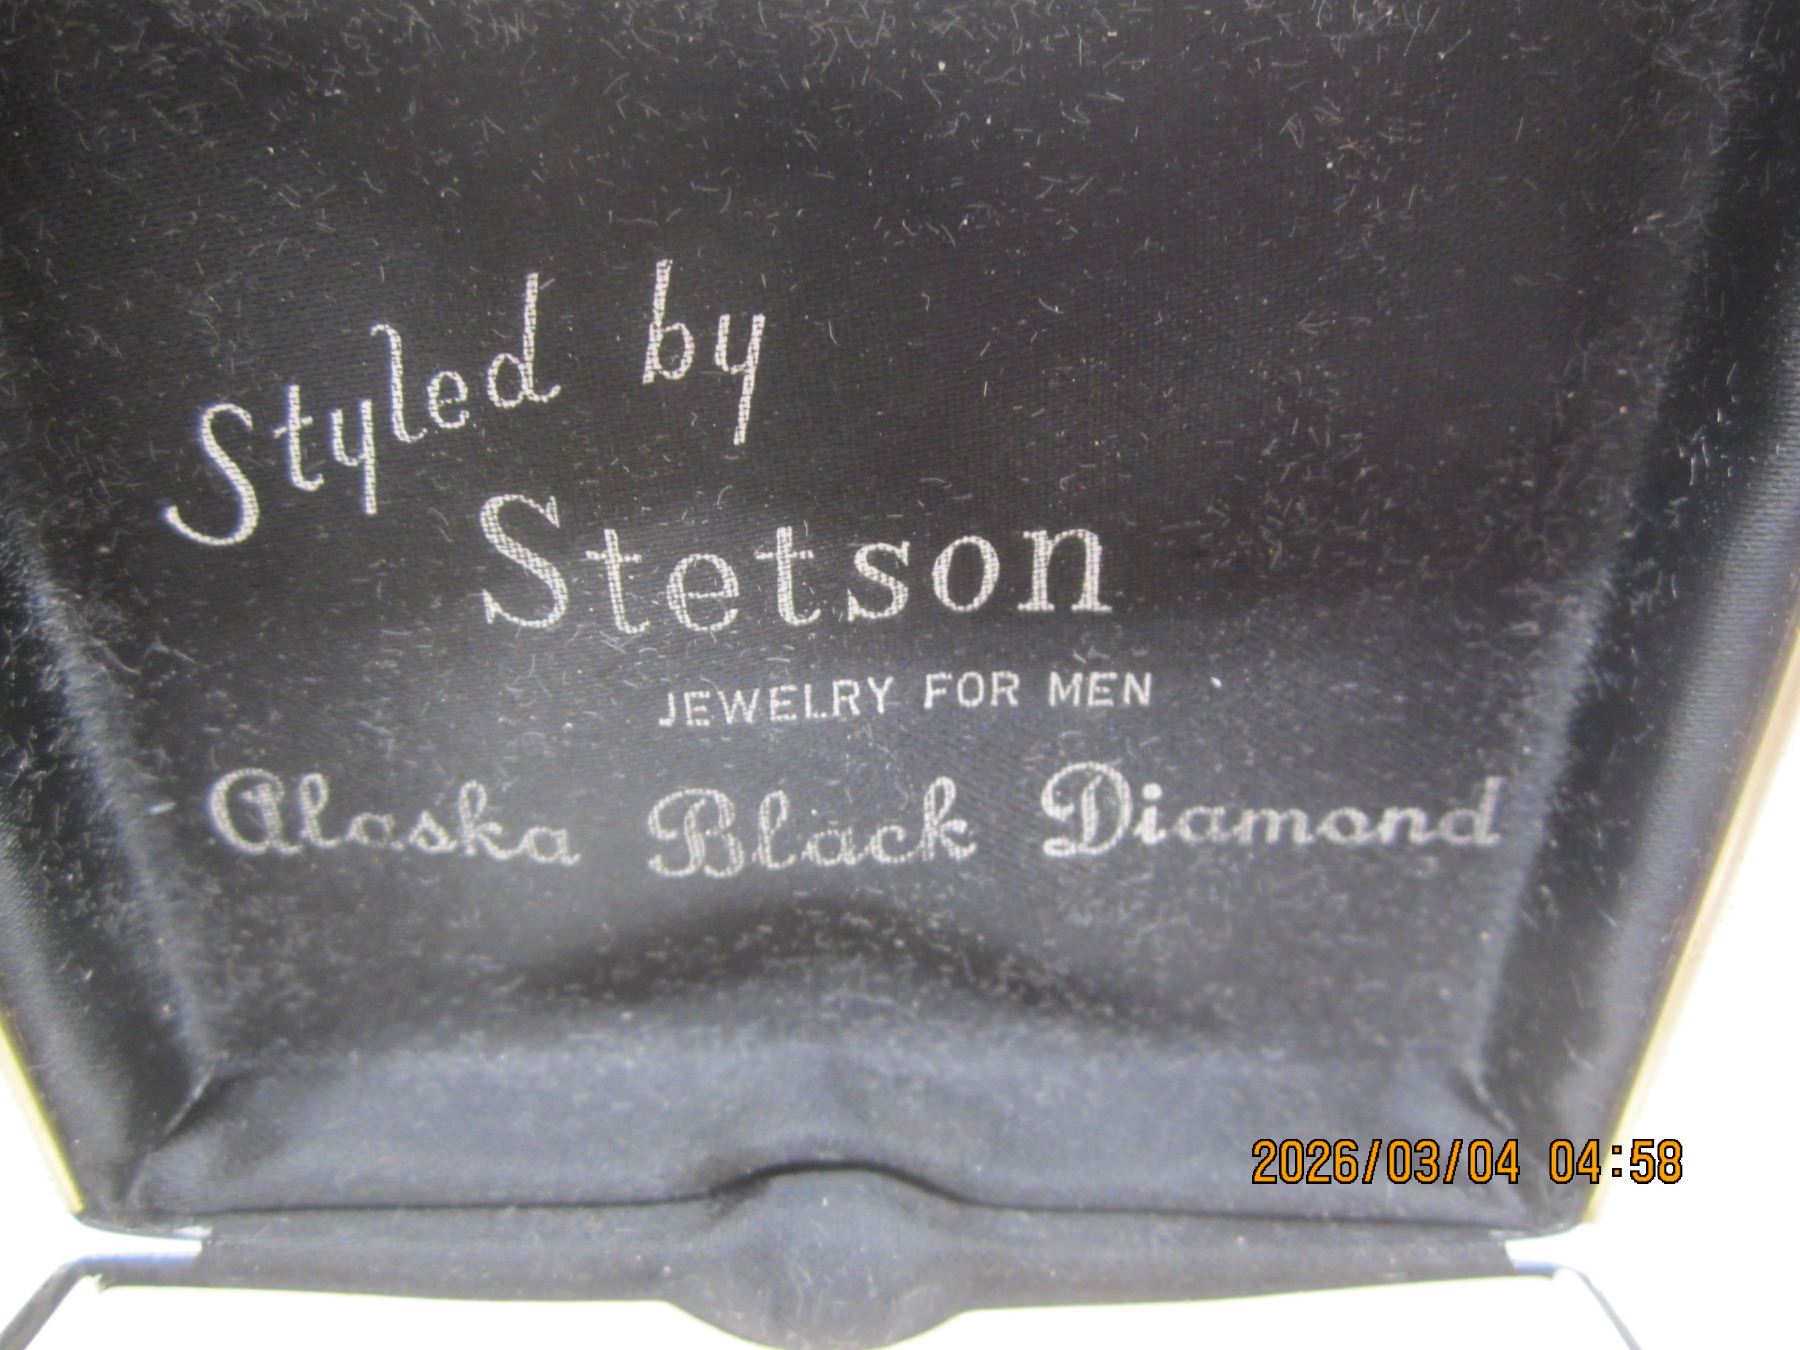 Styled by
Stetson
JEWELRY FOR MEN
Alaska Black Diamond
2026/03/04 04:58